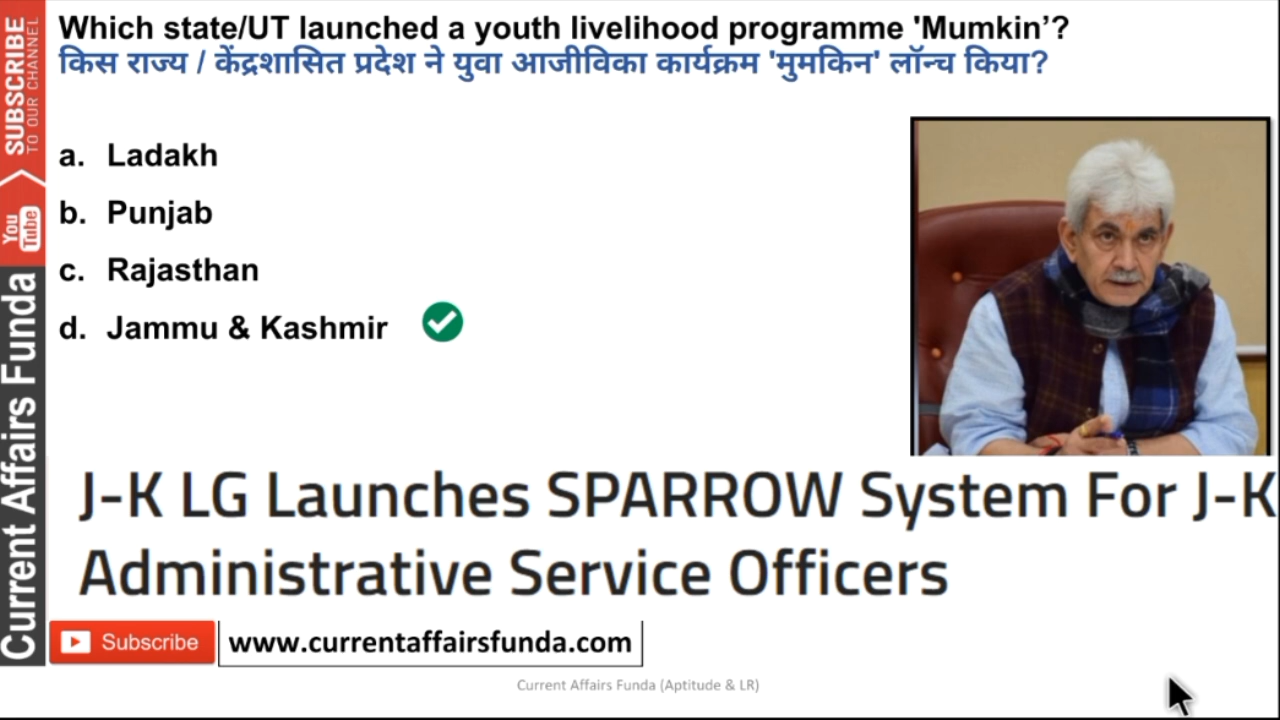 Which state/UT launched a youth livelihood programme 'Mumkin’?
किस राज्य / केंद्रशासित प्रदेश ने युवा आजीविका कार्यक्रम 'मुमकिन' लॉन्च किया?
a. Ladakh
b. Punjab
c. Rajasthan
d. Jammu & Kashmir
J-K LG Launches SPARROW System For J-K
Administrative Service Officers
Subscribe
www.currentaffairsfunda.com
Current Affairs Funda (Aptitude & LR)
SUBSCRIBE
TO OUR CHANNEL
You
Tube
Current Affairs Funda